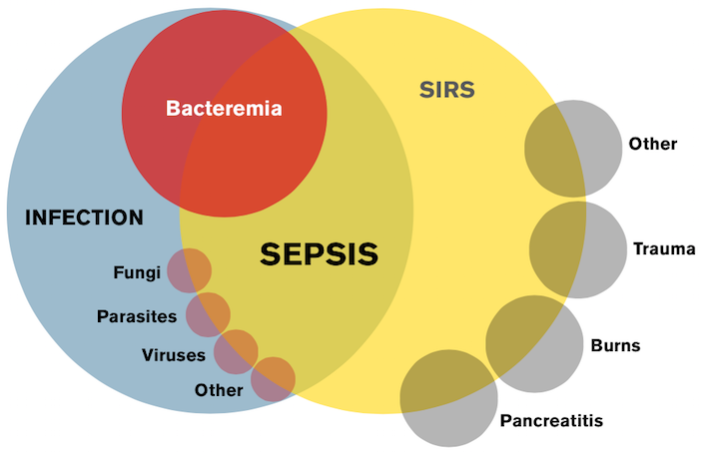 SIRS
Bacteremia
Other
INFECTION
Trauma
SEPSIS
Fungi
Parasites
Viruses
Burns
Other
Pancreatitis